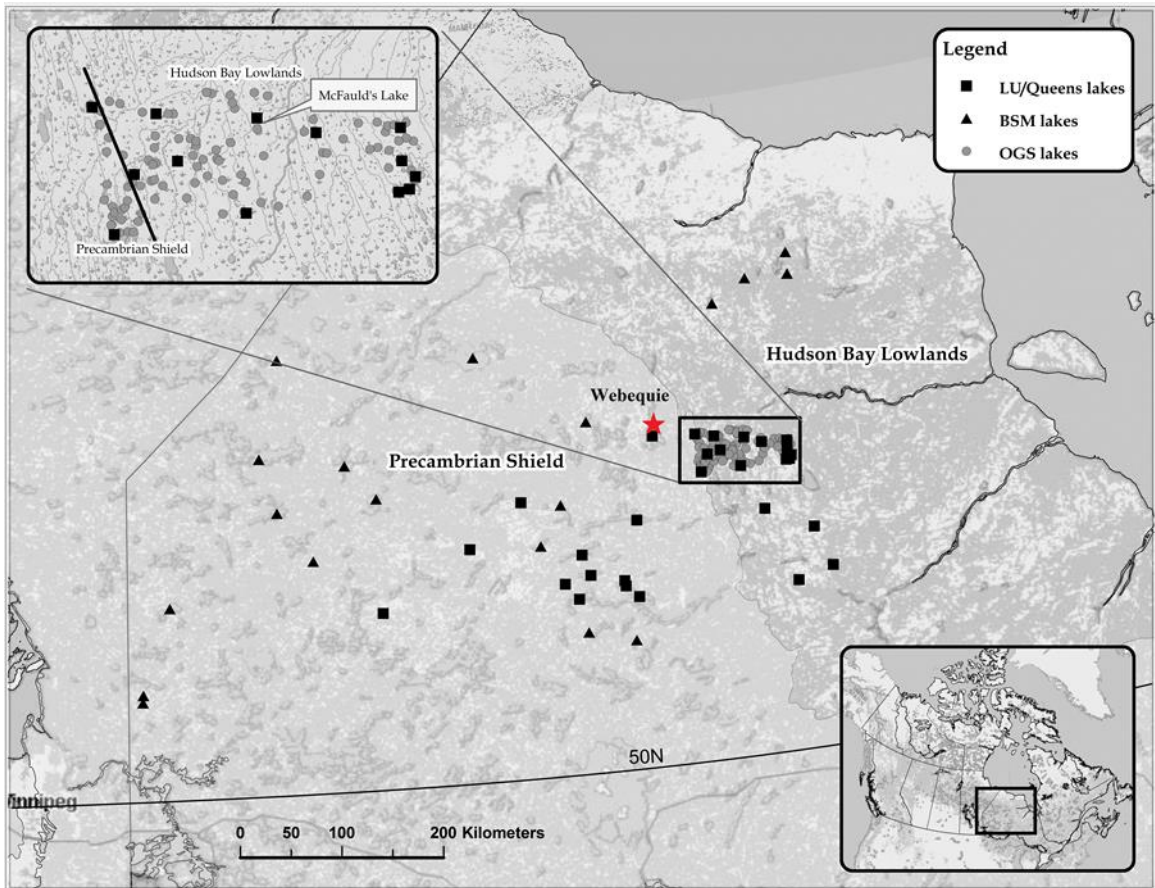 Hudson Bay Lowlands
McFauld's Lake
Precambrian Shield
Legend
LU/Queens lakes
BSM lakes
OGS lakes
Hudson Bay Lowlands
Webequie
Precambrian Shield
50N
Winnipeg
0 50 100 200 Kilometers